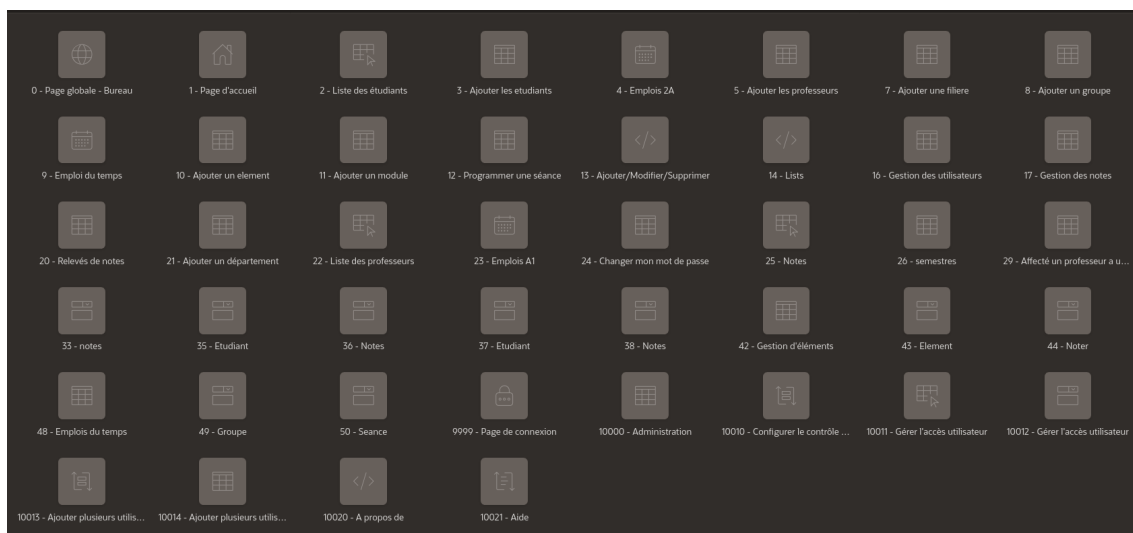 0 - Page globale - Bureau
1 - Page d'accueil
2 - Liste des étudiants
3 - Ajouter les etudiants
4 - Emplois 2A
5 - Ajouter les professeurs
7 - Ajouter une filiere
8 - Ajouter un groupe
9 - Emploi du temps
10 - Ajouter un element
11 - Ajouter un module
12 - Programmer une séance
13 - Ajouter/Modifier/Supprimer
14 - Lists
16 - Gestion des utilisateurs
17 - Gestion des notes
20 - Relevés de notes
21 - Ajouter un département
22 - Liste des professeurs
23 - Emplois A1
24 - Changer mon mot de passe
25 - Notes
26 - semestres
29 - Affecté un professeur a u...
33 - notes
35 - Etudiant
36 - Notes
37 - Etudiant
38 - Notes
42 - Gestion d'éléments
43 - Element
44 - Noter
48 - Emplois du temps
49 - Groupe
50 - Seance
9999 - Page de connexion
10000 - Administration
10010 - Configurer le contrôle ...
10011 - Gérer l'accès utilisateur
10012 - Gérer l'accès utilisateur
10013 - Ajouter plusieurs utilis...
10014 - Ajouter plusieurs utilis...
10020 - A propos de
10021 - Aide